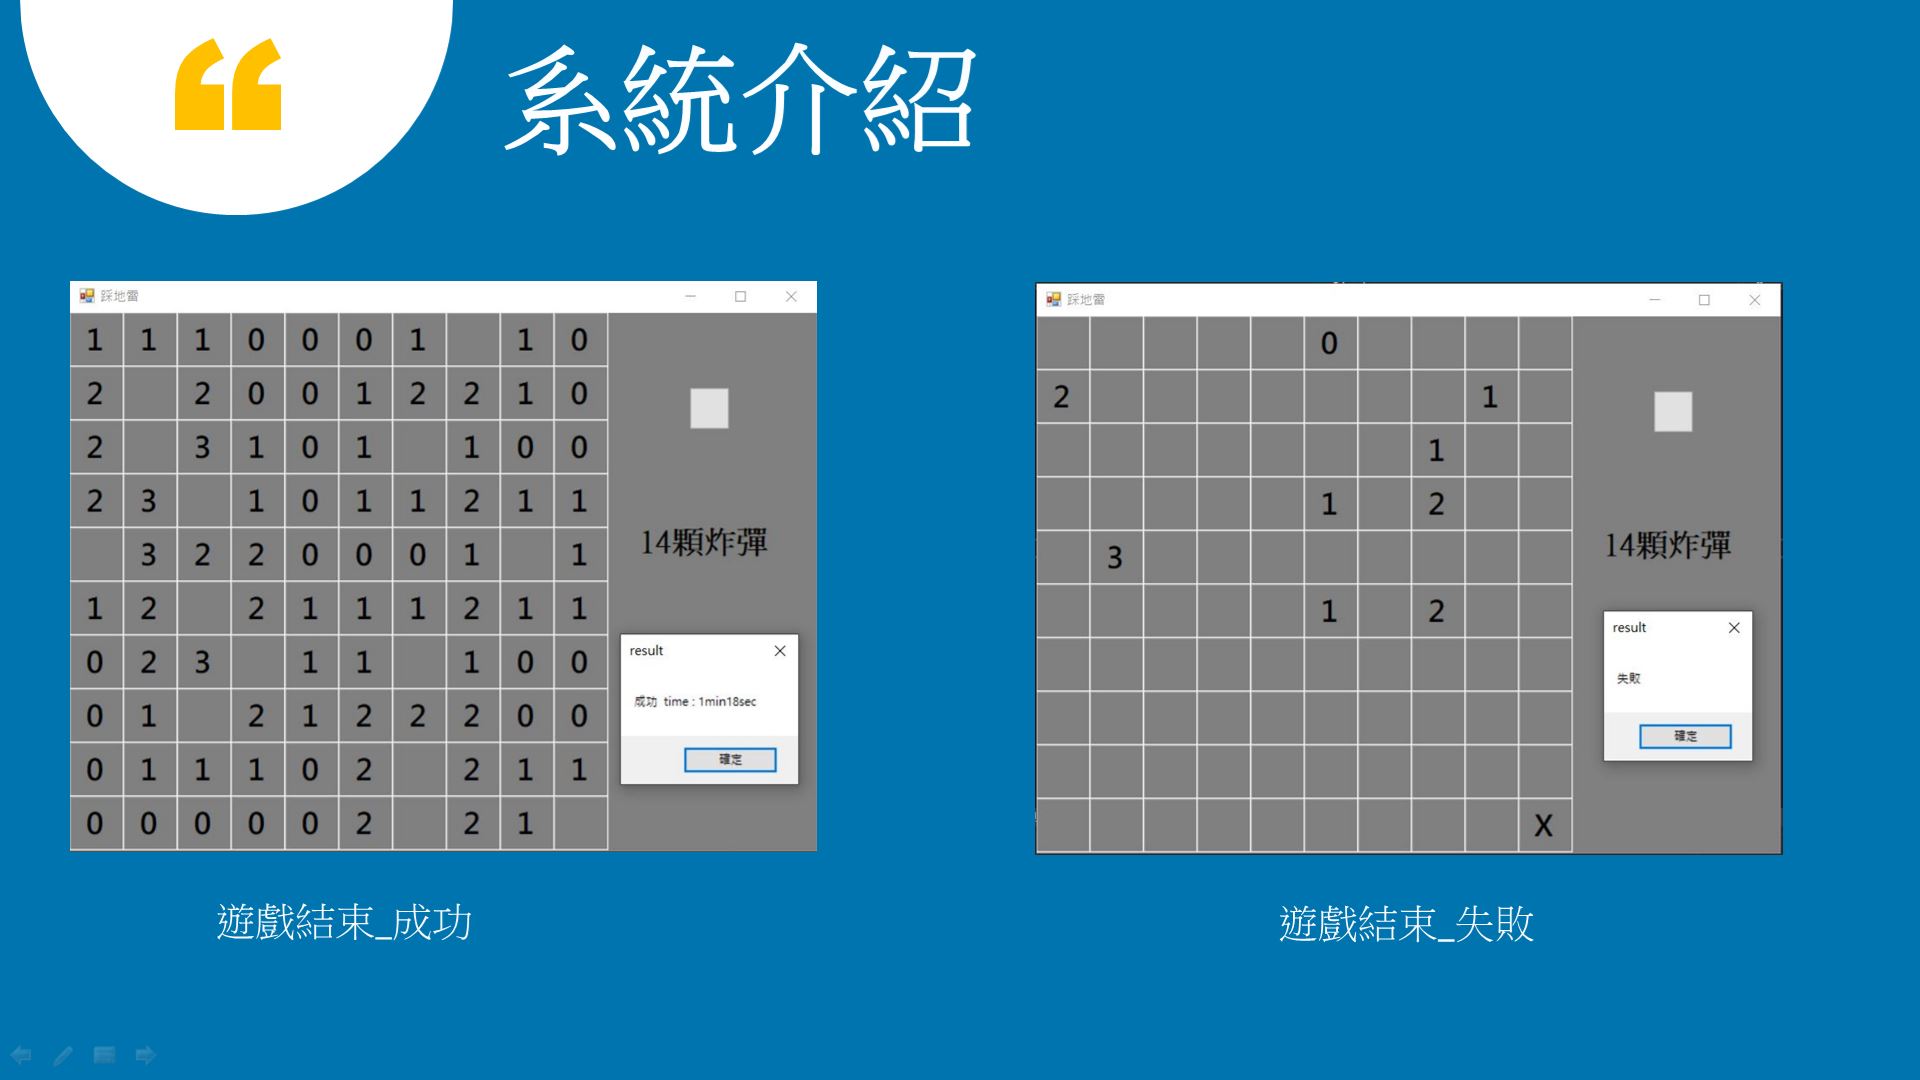 “
系統介紹
踩地雷
1 1 1 0 0 0 1 1 0
2 2 0 0 1 2 2 1 0
2 3 1 0 1 1 0 0
2 3 1 0 1 1 2 1 1
3 2 2 0 0 0 1 1
1 2 2 1 1 1 2 1 1
0 2 3 1 1 1 0 0
0 1 2 1 2 2 2 0 0
0 1 1 1 0 2 2 1 1
0 0 0 0 0 2 2 1
14顆炸彈
result
成功 time : 1min18sec
確定
遊戲結束_成功
踩地雷
0
2 1
1
1 2
3
1 2
X
14顆炸彈
result
失敗
確定
遊戲結束_失敗